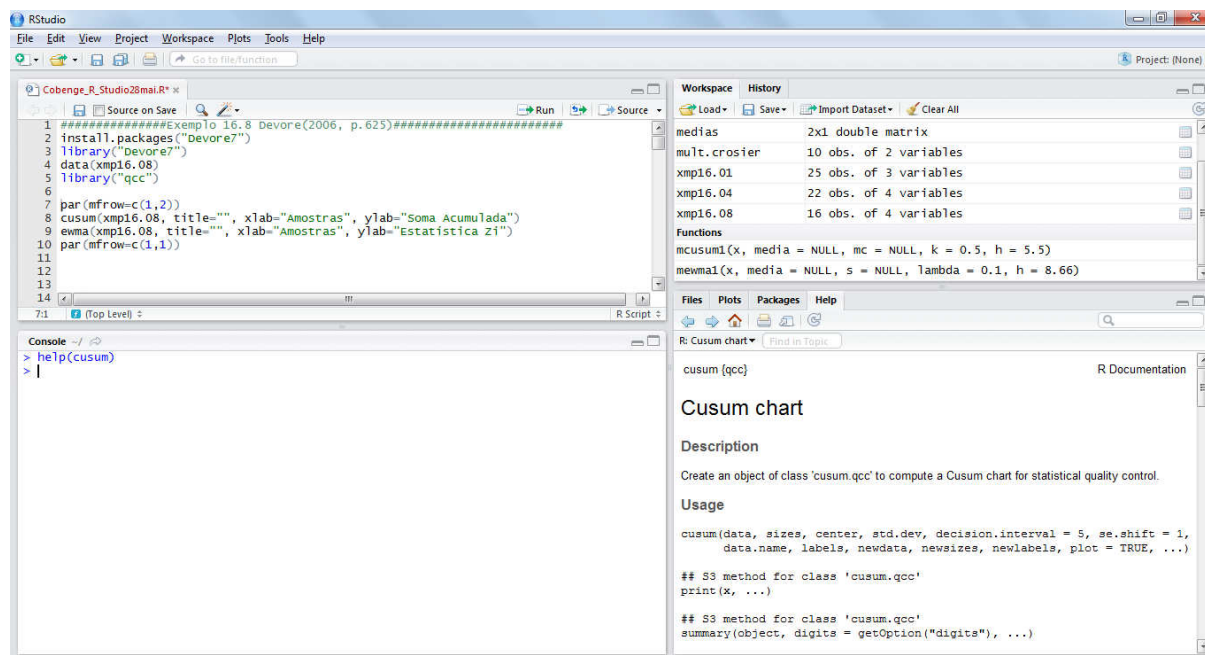 RStudio
File Edit View Project Workspace Plots Tools Help
Go to file/function
Project: (None)
Cobenge_R_Studio28mai.R*
Source on Save
Run
Source
1 ###############Exemplo 16.8 Devore(2006, p.625)########################
2 install.packages("Devore7")
3 library("Devore7")
4 data(xmp16.08)
5 library("qcc")
6
7 par(mfrow=c(1,2))
8 cusum(xmp16.08, title="", xlab="Amostras", ylab="Soma Acumulada")
9 ewma(xmp16.08, title="", xlab="Amostras", ylab="Estatística Zi")
10 par(mfrow=c(1,1))
11
12
13
14
7:1 (Top Level) R Script
Console ~/
> help(cusum)
>
Workspace History
Load Save Import Dataset Clear All
medias 2x1 double matrix
mult.crosier 10 obs. of 2 variables
xmp16.01 25 obs. of 3 variables
xmp16.04 22 obs. of 4 variables
xmp16.08 16 obs. of 4 variables
Functions
mcusum1(x, media = NULL, mc = NULL, k = 0.5, h = 5.5)
mewma1(x, media = NULL, s = NULL, lambda = 0.1, h = 8.66)
Files Plots Packages Help
R: Cusum chart Find in Topic
cusum {qcc} R Documentation
Cusum chart
Description
Create an object of class 'cusum.qcc' to compute a Cusum chart for statistical quality control.
Usage
cusum(data, sizes, center, std.dev, decision.interval = 5, se.shift = 1,
data.name, labels, newdata, newsizes, newlabels, plot = TRUE, ...)
## S3 method for class 'cusum.qcc'
print(x, ...)
## S3 method for class 'cusum.qcc'
summary(object, digits = getOption("digits"), ...)